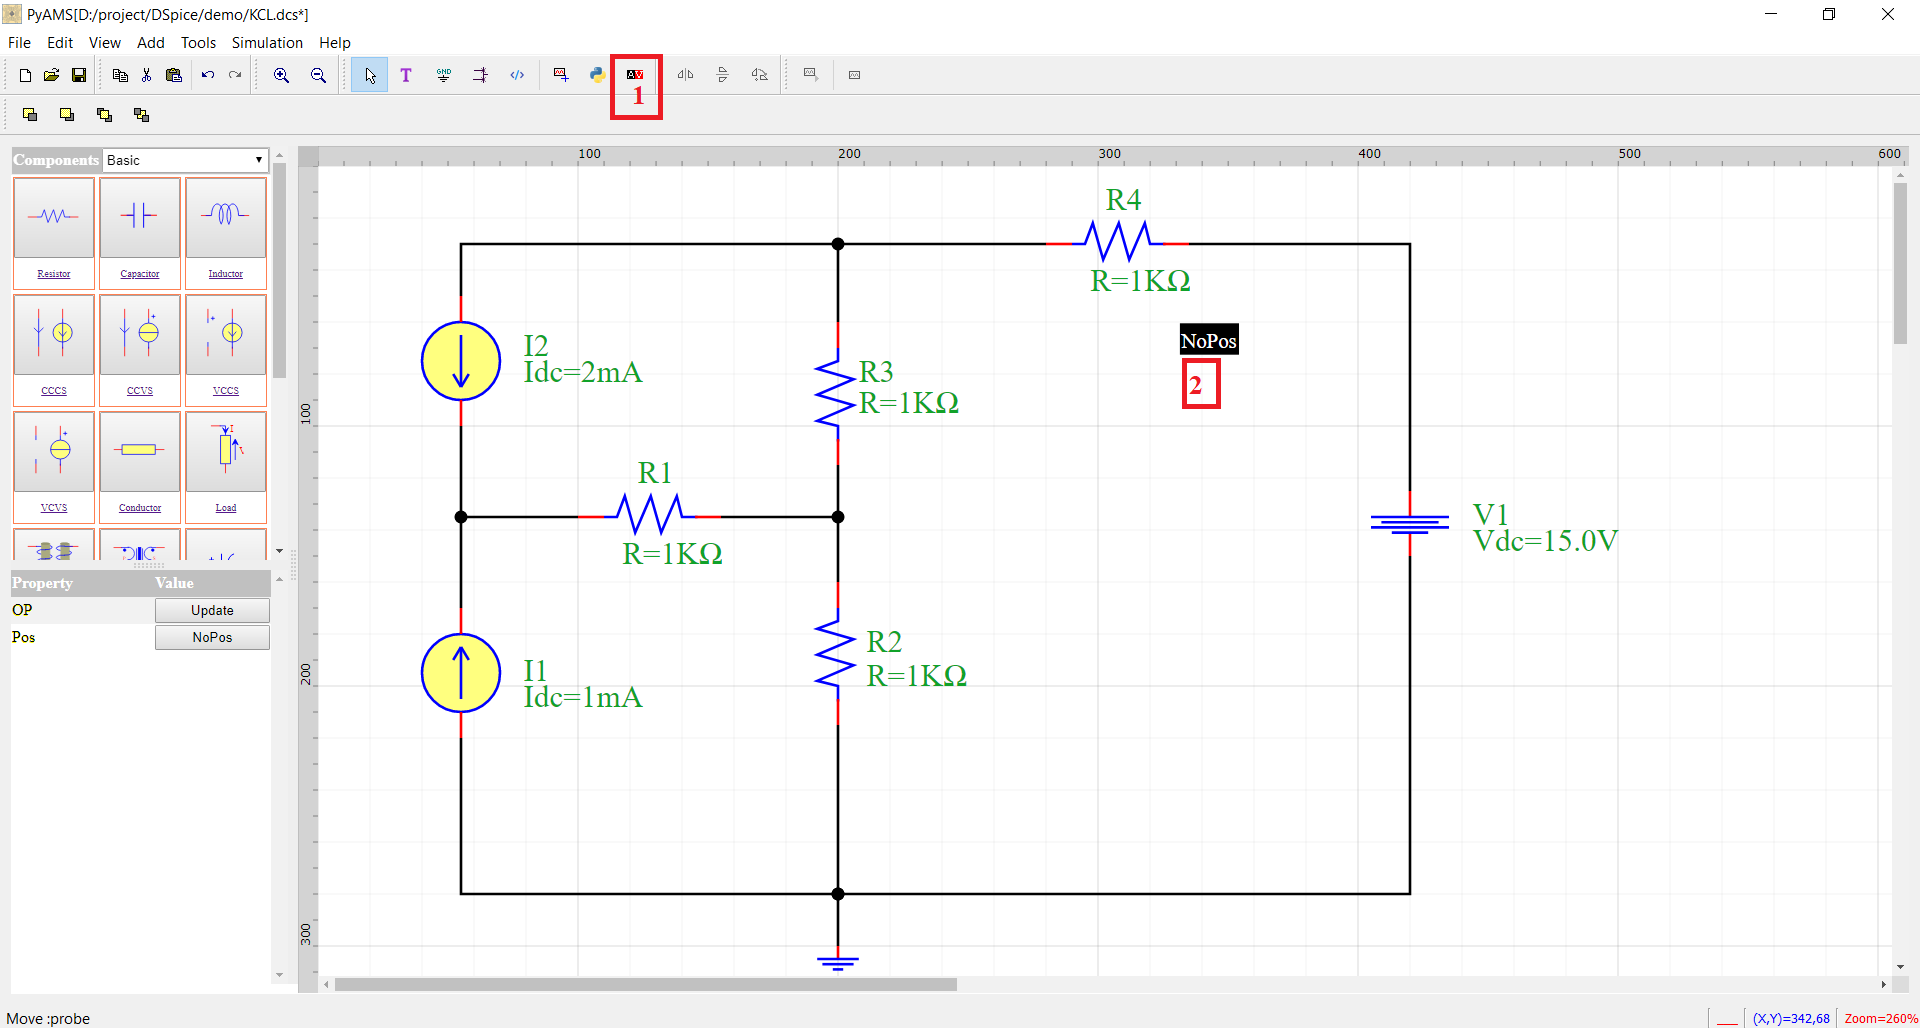 PyAMS[D:/project/DSpice/demo/KCL.dcs*]
File Edit View Add Tools Simulation Help
T GND </> AV
1
Components Basic
Resistor Capacitor Inductor
CCCS CCVS VCCS
VCVS Conductor Load
Property Value
OP Update
Pos NoPos
100 200 300 400 500 600
100
200
300
R4
R=1KΩ
NoPos
2
I2
Idc=2mA
R3
R=1KΩ
R1
R=1KΩ
V1
Vdc=15.0V
R2
R=1KΩ
I1
Idc=1mA
Move :probe
(X,Y)=342,68 Zoom=260%